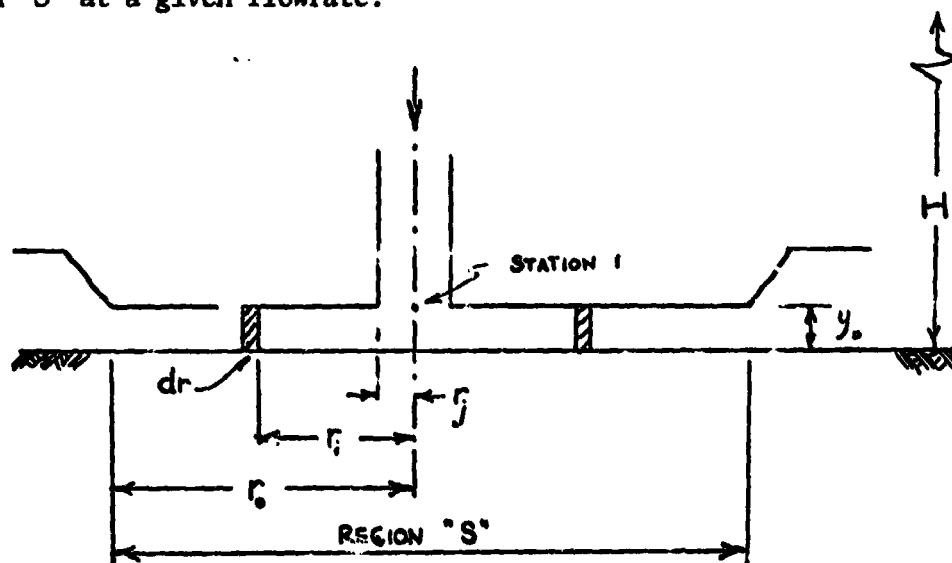 "S" at a given flowrate.
H
STATION 1
y₀
dr
rⱼ
rᵢ
r₀
REGION "S"